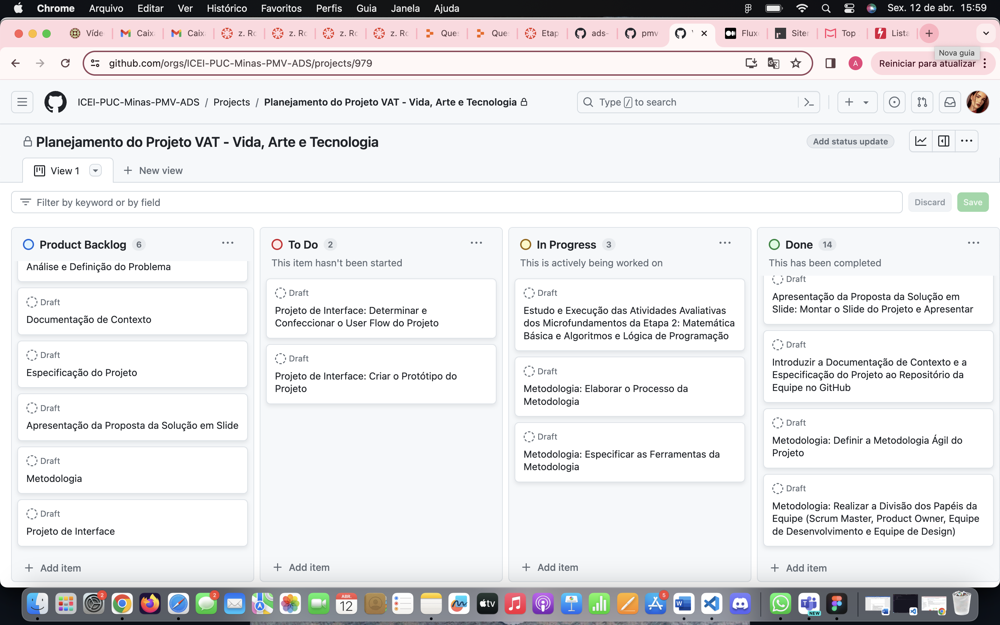 Chrome Arquivo Editar Ver Histórico Favoritos Perfis Guia Janela Ajuda Sex. 12 de abr. 15:59
Víde Caix Caix z. Ro z. Ro z. Ro z. Ro Ques Ques Etap ads- pmv Flux Siter Top Lista
Nova guia
github.com/orgs/ICEI-PUC-Minas-PMV-ADS/projects/979 A Reiniciar para atualizar
ICEI-PUC-Minas-PMV-ADS / Projects / Planejamento do Projeto VAT - Vida, Arte e Tecnologia Type / to search
Planejamento do Projeto VAT - Vida, Arte e Tecnologia Add status update
View 1 New view
Filter by keyword or by field Discard Save
Product Backlog 6
Análise e Definição do Problema
Draft
Documentação de Contexto
Draft
Especificação do Projeto
Draft
Apresentação da Proposta da Solução em Slide
Draft
Metodologia
Draft
Projeto de Interface
+ Add item
To Do 2
This item hasn't been started
Draft
Projeto de Interface: Determinar e
Confeccionar o User Flow do Projeto
Draft
Projeto de Interface: Criar o Protótipo do
Projeto
+ Add item
In Progress 3
This is actively being worked on
Draft
Estudo e Execução das Atividades Avaliativas
dos Microfundamentos da Etapa 2: Matemática
Básica e Algoritmos e Lógica de Programação
Draft
Metodologia: Elaborar o Processo da
Metodologia
Draft
Metodologia: Especificar as Ferramentas da
Metodologia
+ Add item
Done 14
This has been completed
Draft
Apresentação da Proposta da Solução em
Slide: Montar o Slide do Projeto e Apresentar
Draft
Introduzir a Documentação de Contexto e a
Especificação do Projeto ao Repositório da
Equipe no GitHub
Draft
Metodologia: Definir a Metodologia Ágil do
Projeto
Draft
Metodologia: Realizar a Divisão dos Papéis da
Equipe (Scrum Master, Product Owner, Equipe
de Desenvolvimento e Equipe de Design)
+ Add item
2 2 ABR. 12 tv 5 W T NEW